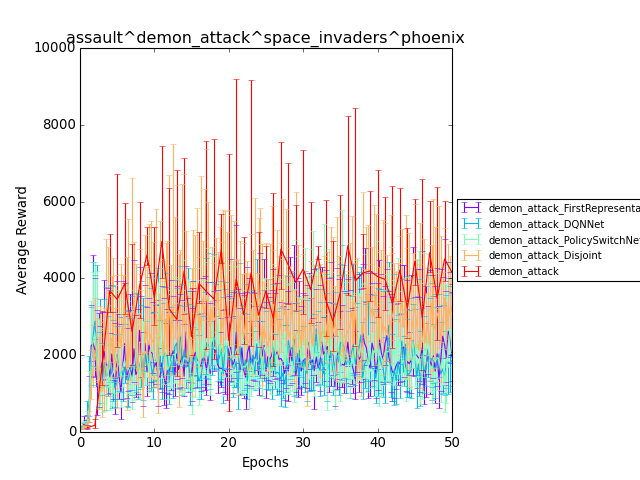 assault^demon_attack^space_invaders^phoenix
10000
8000
6000
4000
2000
0
0 10 20 30 40 50
Average Reward
Epochs
demon_attack_FirstRepresenta
demon_attack_DQNNet
demon_attack_PolicySwitchNet
demon_attack_Disjoint
demon_attack